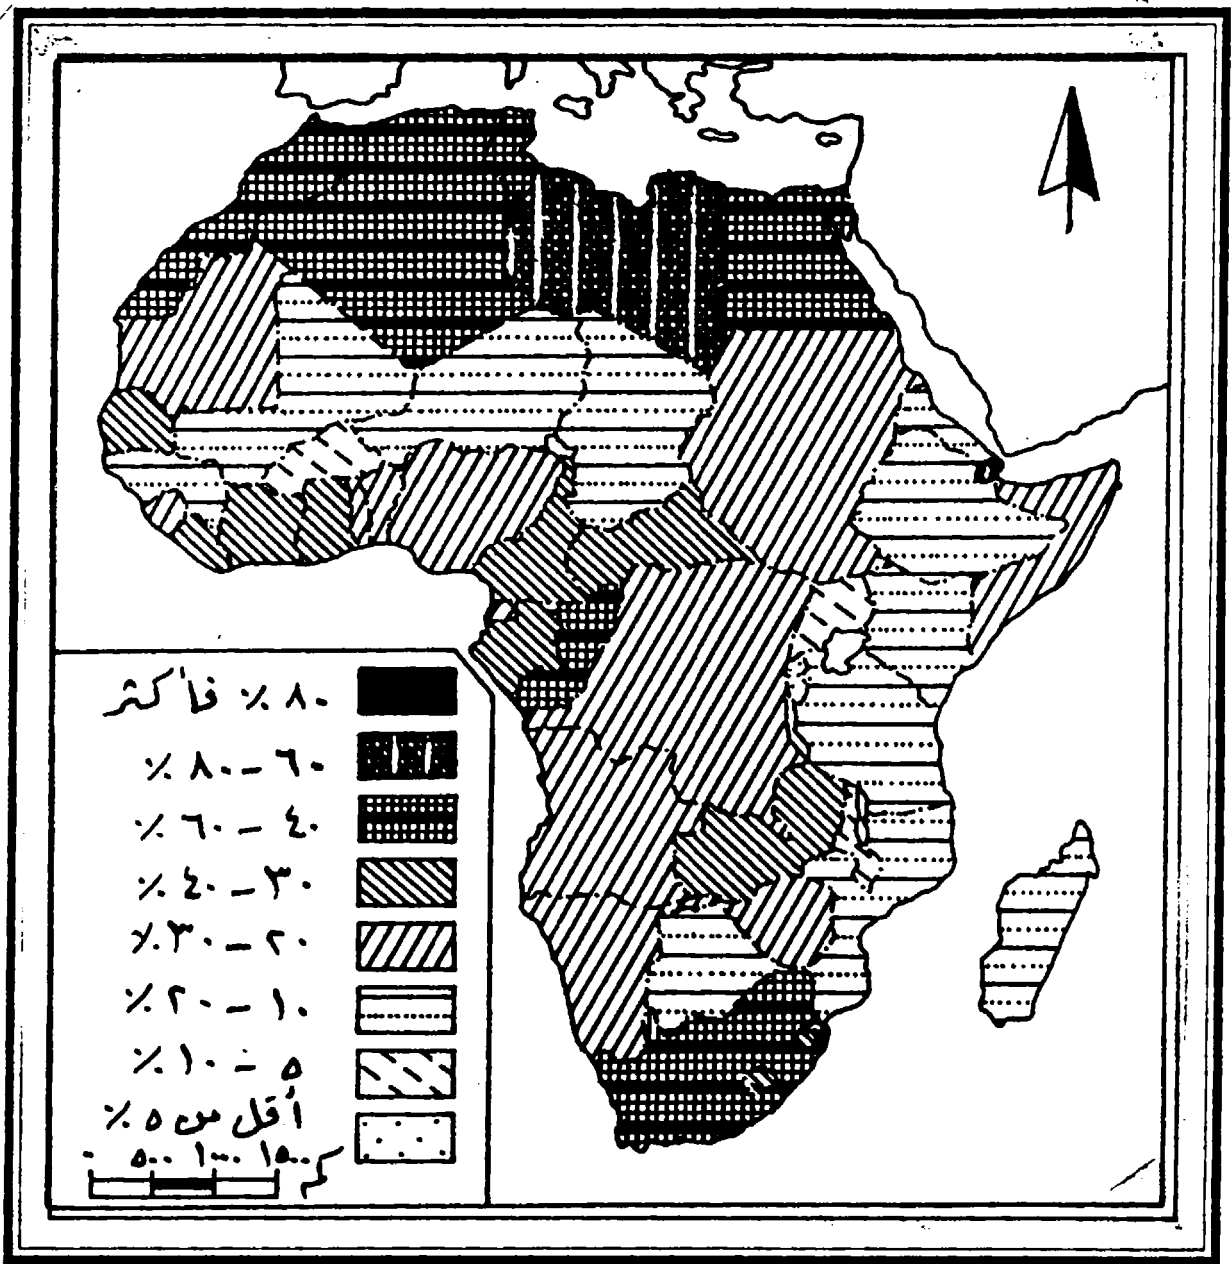 ٨٠ ٪ فأكثر
٦٠ – ٨٠ ٪
٤٠ – ٦٠ ٪
٣٠ – ٤٠ ٪
٢٠ – ٣٠ ٪
١٠ – ٢٠ ٪
٥ – ١٠ ٪
أقل من ٥ ٪
٠ ٥٠٠ ١٠٠٠ ١٥٠٠ كم